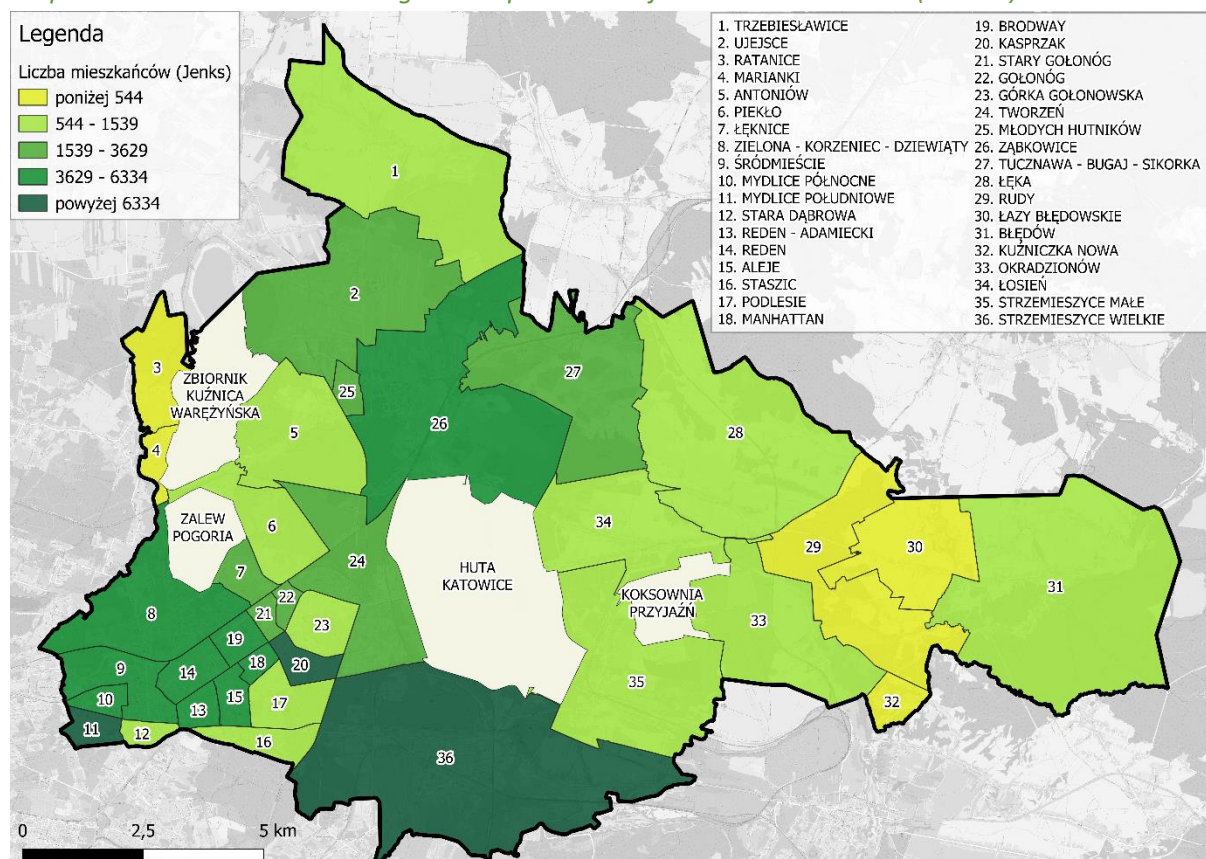 Legenda
Liczba mieszkańców (Jenks)
poniżej 544
544 - 1539
1539 - 3629
3629 - 6334
powyżej 6334
1. TRZEBIESŁAWICE
2. UJEJSCE
3. RATANICE
4. MARIANKI
5. ANTONIÓW
6. PIEKŁO
7. ŁĘKNICE
8. ZIELONA - KORZENIEC - DZIEWIĄTY
9. ŚRÓDMIEŚCIE
10. MYDLICE PÓŁNOCNE
11. MYDLICE POŁUDNIOWE
12. STARA DĄBROWA
13. REDEN - ADAMIECKI
14. REDEN
15. ALEJE
16. STASZIC
17. PODLESIE
18. MANHATTAN
19. BRODWAY
20. KASPRZAK
21. STARY GOŁONÓG
22. GOŁONÓG
23. GÓRKA GOŁONOWSKA
24. TWORZEŃ
25. MŁODYCH HUTNIKÓW
26. ZĄBKOWICE
27. TUCZNAWA - BUGAJ - SIKORKA
28. ŁĘKA
29. RUDY
30. ŁAZY BŁĘDOWSKIE
31. BŁĘDÓW
32. KUŹNICZKA NOWA
33. OKRADZIONÓW
34. ŁOSIEŃ
35. STRZEMIESZYCE MAŁE
36. STRZEMIESZYCE WIELKIE
1
2
3
ZBIORNIK
KUŹNICA
WARĘŻYŃSKA
25
27
4
5
26
28
ZALEW
POGORIA
6
34
29
30
24
HUTA
KATOWICE
KOKSOWNIA
PRZYJAŹŃ
31
7
8
22
21
23
33
19
18
20
9
14
35
10
13
15
17
32
11
12
16
36
0
2,5
5 km